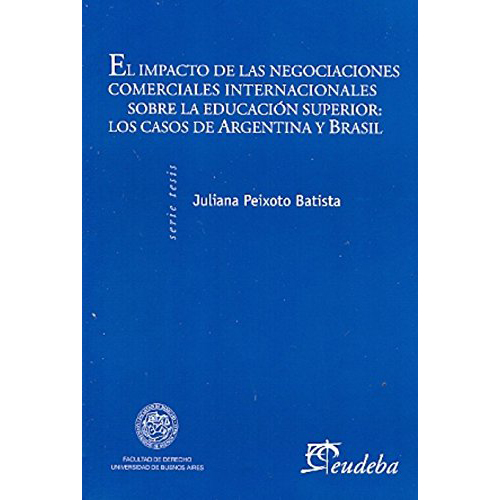 El impacto de las negociaciones
comerciales internacionales
sobre la educación superior:
los casos de Argentina y Brasil
serie tesis
Juliana Peixoto Batista
FACULTAD DE DERECHO
UNIVERSIDAD DE BUENOS AIRES
eudeba